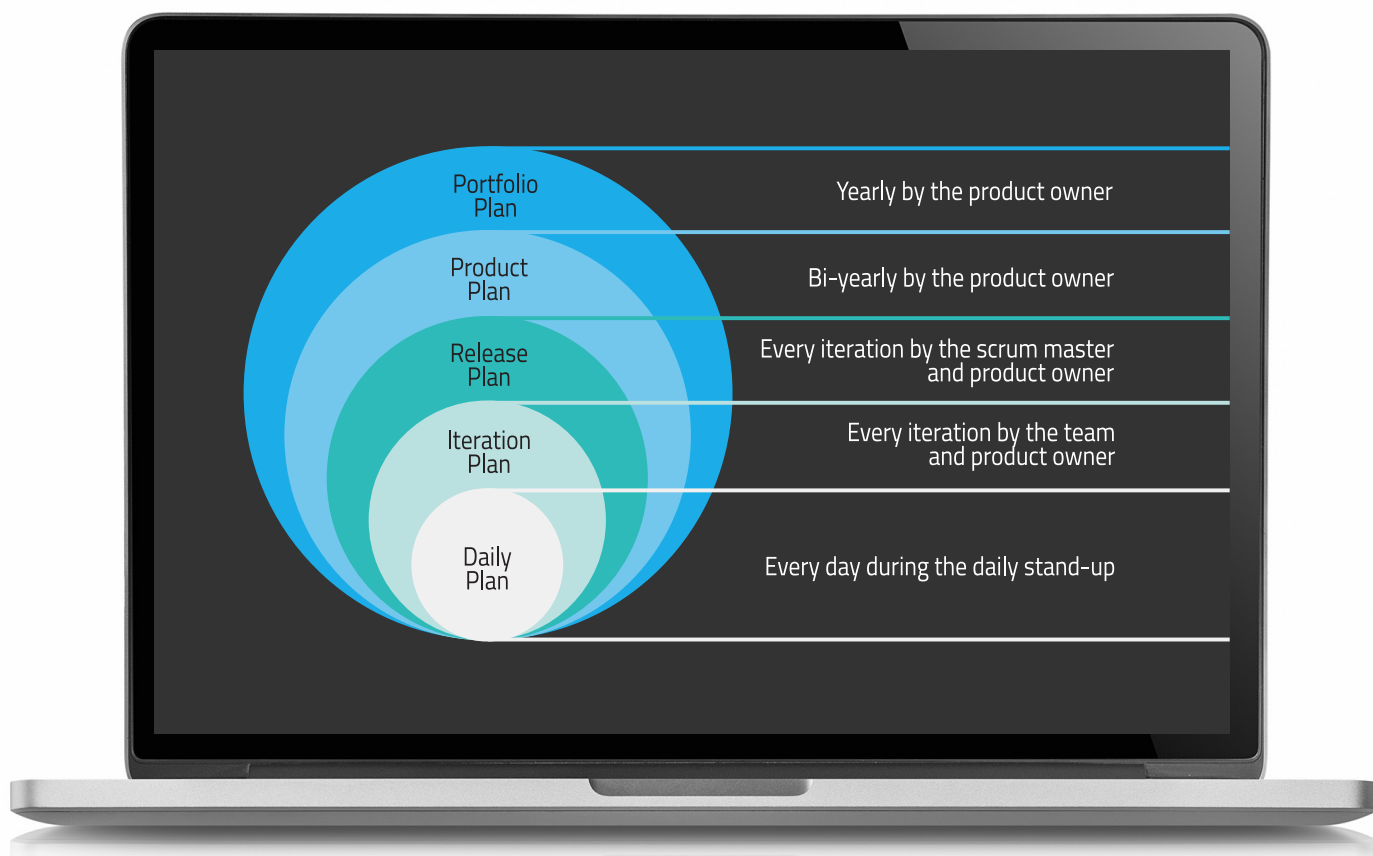 Portfolio
Plan
Yearly by the product owner
Product
Plan
Bi-yearly by the product owner
Release
Plan
Every iteration by the scrum master
and product owner
Iteration
Plan
Every iteration by the team
and product owner
Daily
Plan
Every day during the daily stand-up